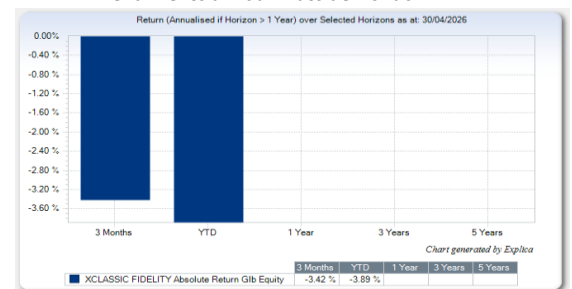 Return (Annualised if Horizon > 1 Year) over Selected Horizons as at: 30/04/2026
0.00%
-0.40 %
-0.80 %
-1.20 %
-1.60 %
-2.00 %
-2.40 %
-2.80 %
-3.20 %
-3.60 %
3 Months YTD 1 Year 3 Years 5 Years
Chart generated by Explica
3 Months YTD 1 Year 3 Years 5 Years
XCLASSIC FIDELITY Absolute Return Glb Equity -3.42 % -3.89 %